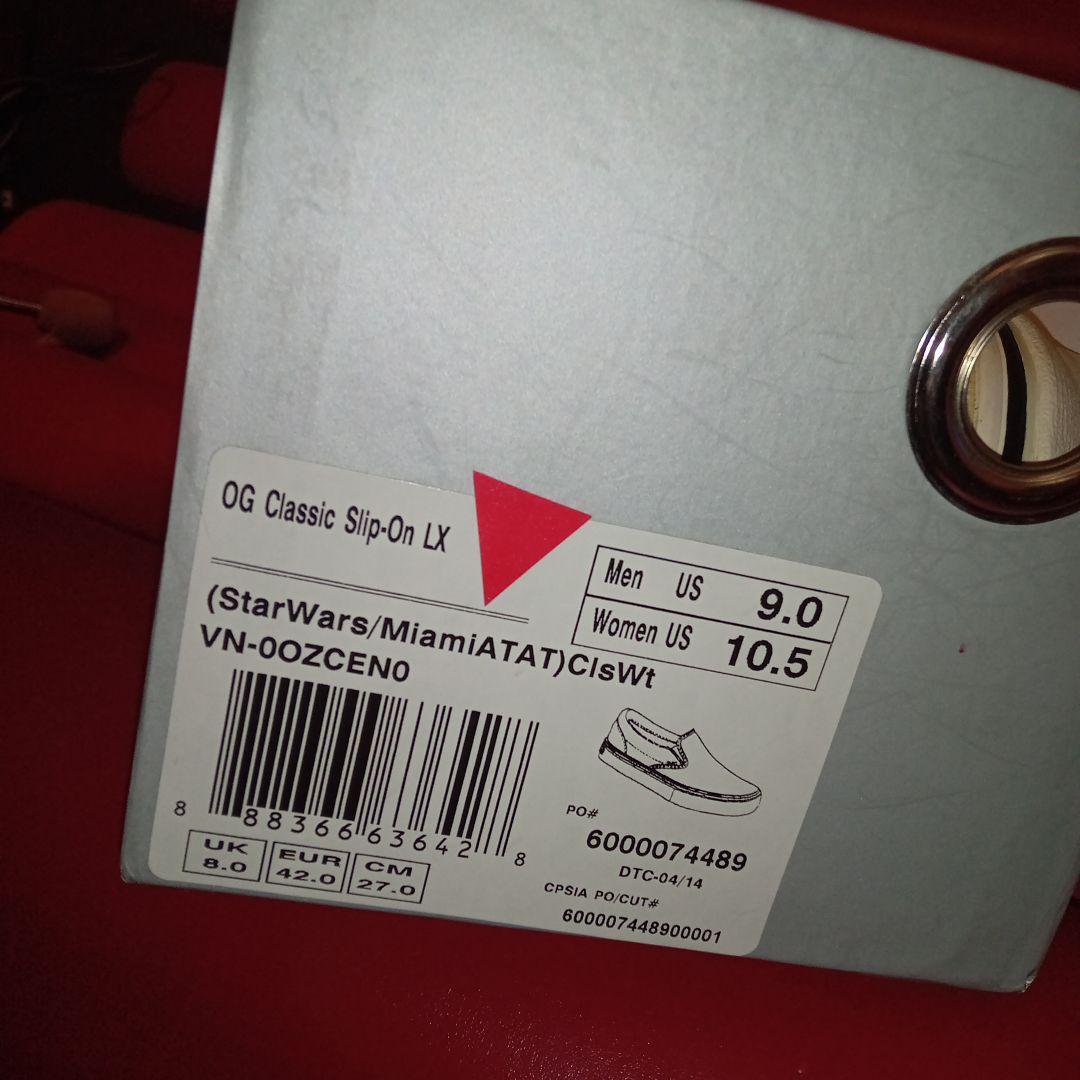 OG Classic Slip-On LX
Men US 9.0
Women US 10.5
(StarWars/MiamiATAT)ClsWt
VN-0OZCEN0
8 88366 63642 8
UK 8.0
EUR 42.0
CM 27.0
PO#
6000074489
DTC-04/14
CPSIA PO/CUT#
600007448900001